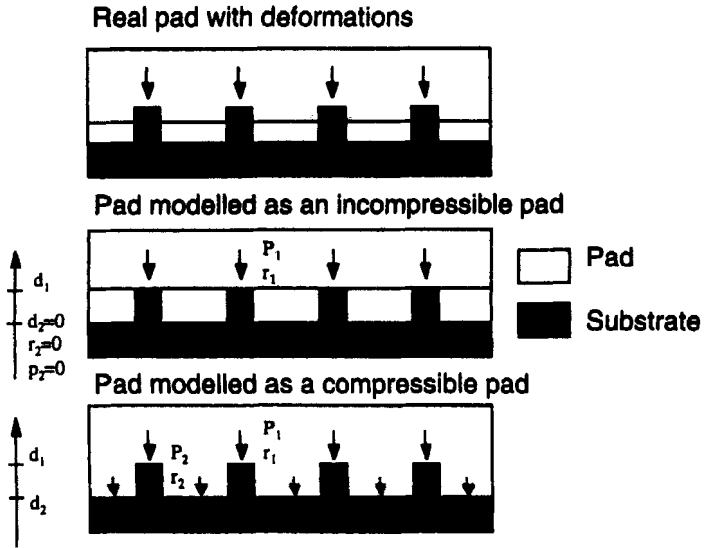 Real pad with deformations
Pad modelled as an incompressible pad
P₁
r₁
d₁
d₂=0
r₂=0
p₂=0
Pad
Substrate
Pad modelled as a compressible pad
P₁
r₁
P₂
r₂
d₁
d₂